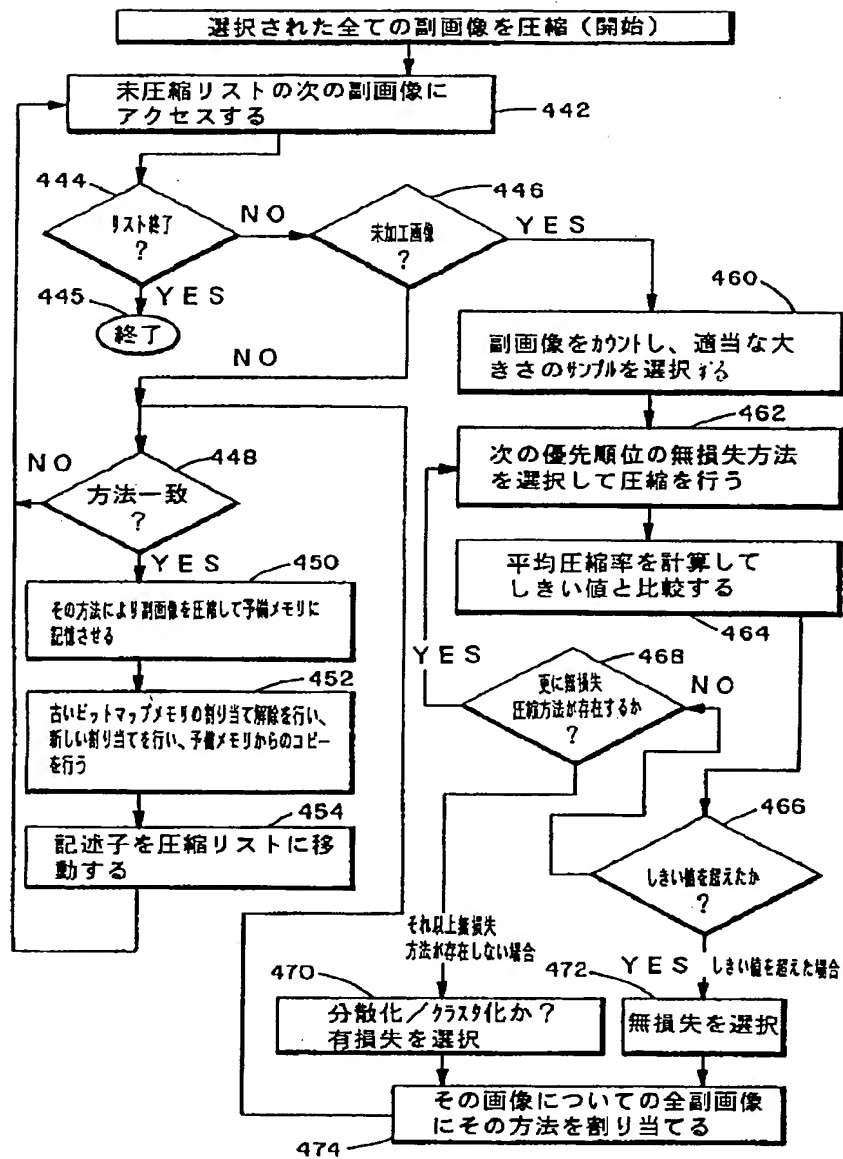 選択された全ての副画像を圧縮（開始）
未圧縮リストの次の副画像に
アクセスする
442
444
リスト終了
?
NO
446
未加工画像
?
YES
445
YES
終了
NO
460
副画像をカウントし、適当な大
きさのサンプルを選択する
462
次の優先順位の無損失方法
を選択して圧縮を行う
平均圧縮率を計算して
しきい値と比較する
464
NO
448
方法一致
?
YES
450
その方法により副画像を圧縮して予備メモリに
記憶させる
452
古いビットマップメモリの割り当て解除を行い、
新しい割り当てを行い、予備メモリからのコピー
を行う
454
記述子を圧縮リストに移
動する
YES
468
更に無損失
圧縮方法が存在するか
?
NO
466
しきい値を超えたか
?
それ以上無損失
方法が存在しない場合
YES しきい値を超えた場合
470
分散化／クラスタ化か？
有損失を選択
472
無損失を選択
その画像についての全副画像
にその方法を割り当てる
474